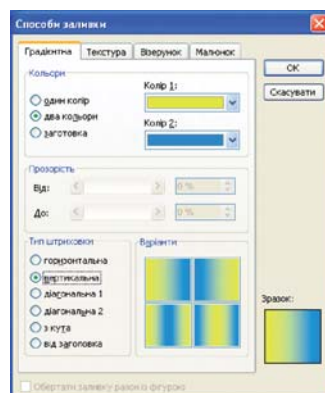 Способи заливки
Градієнтна Текстура Візерунок Малюнок
Кольори
один колір
два кольори
заготовка
Колір 1:
Колір 2:
Прозорість
Від: 0 %
До: 0 %
Тип штриховки
горизонтальна
вертикальна
діагональна 1
діагональна 2
з кута
від заголовка
Варіанти
ОК
Скасувати
Зразок:
Обертати заливку разом із фігурою